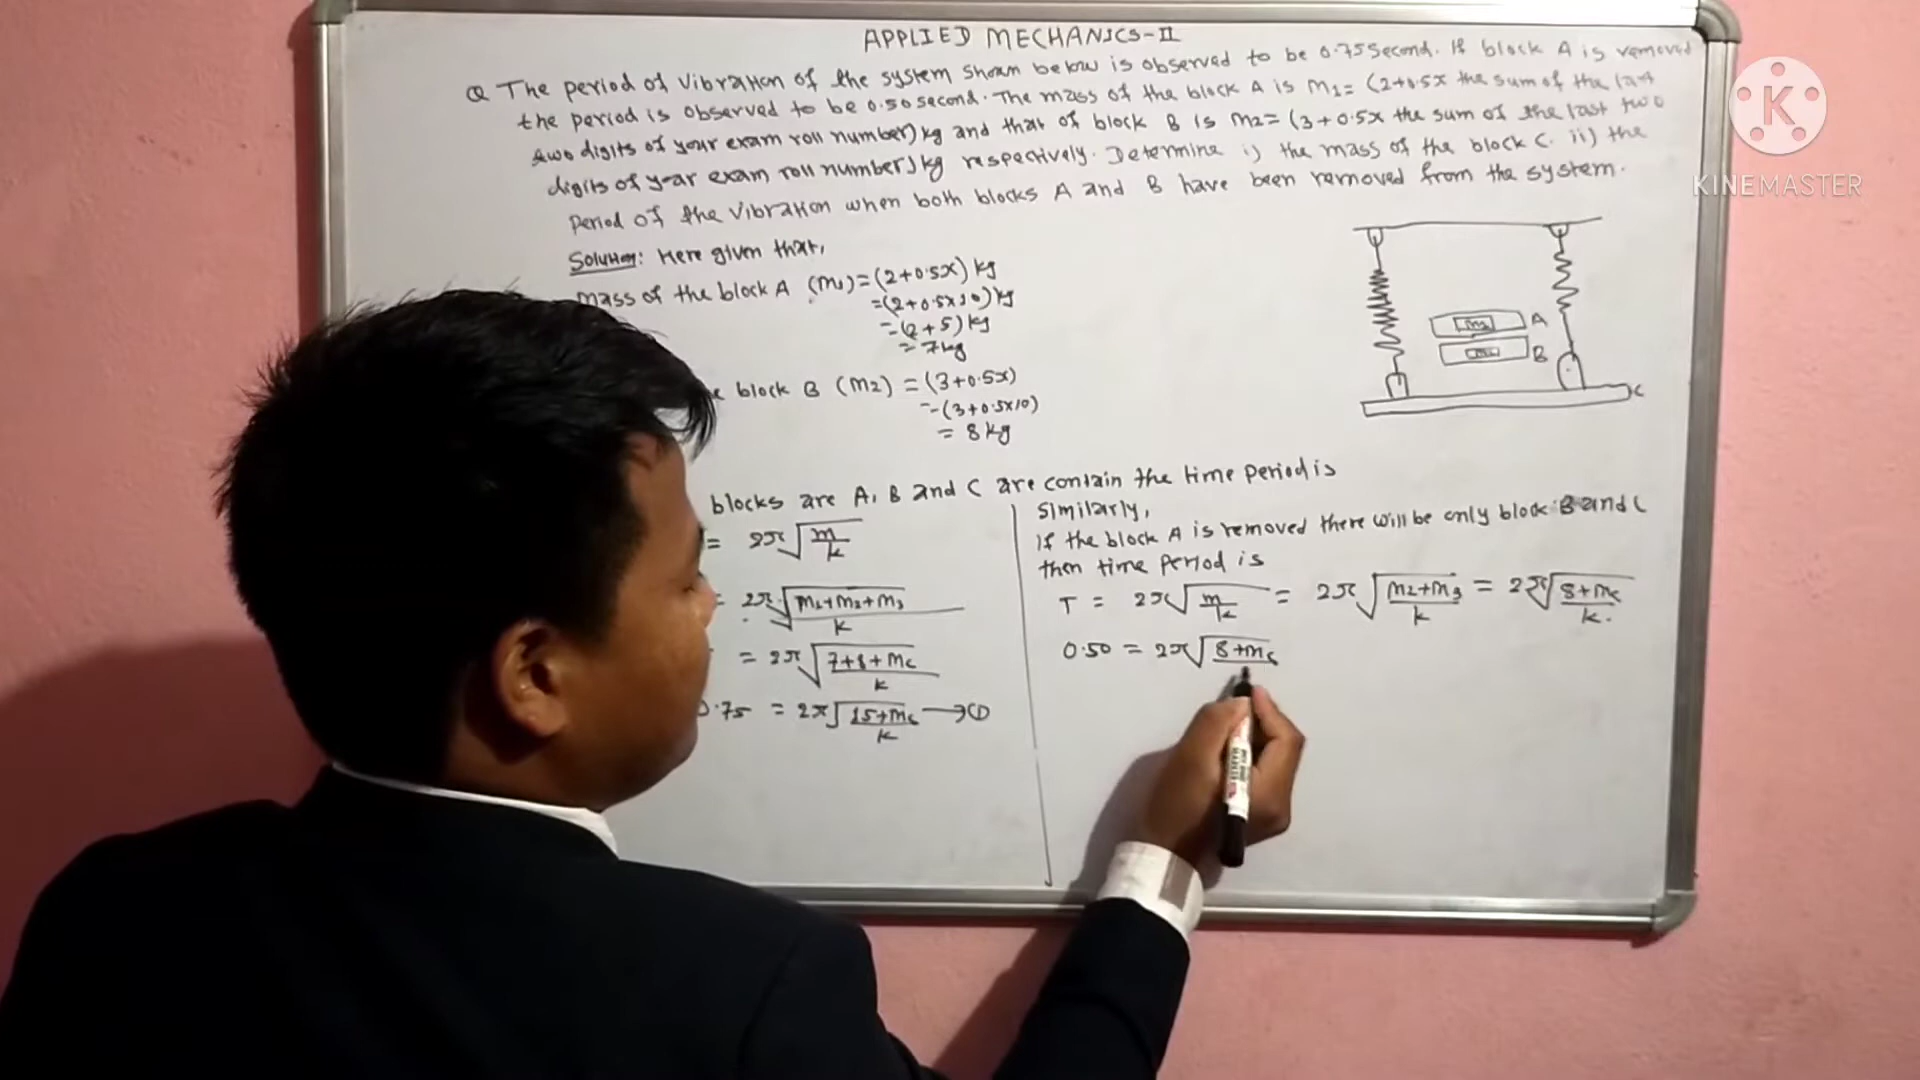 APPLIED MECHANICS-II
Q The period of vibration of the system shown below is observed to be 0.75 second. If block A is removed
the period is observed to be 0.50 second. The mass of the block A is m1= (2+0.5x the sum of the last
two digits of your exam roll number) kg and that of block B is m2= (3+0.5x the sum of the last two
digits of your exam roll number) kg respectively. Determine i) the mass of the block C. ii) the
period of the vibration when both blocks A and B have been removed from the system.
Solution: Here given that,
mass of the block A (m1) = (2+0.5x) kg
= (2+0.5x10) kg
= (2+5) kg
= 7kg
block B (m2) = (3+0.5x)
= (3+0.5x10)
= 8 kg
A
B
C
blocks are A, B and C are contain the time period is
= 2π√m/k
= 2π√m1+m2+m3/k
= 2π√7+8+mc/k
0.75 = 2π√15+mc/k → ①
Similarly,
If the block A is removed there will be only block B and C
then time period is
T = 2π√m/k = 2π√m2+m3/k = 2π√8+mc/k.
0.50 = 2π√8+mc
K
KINEMASTER